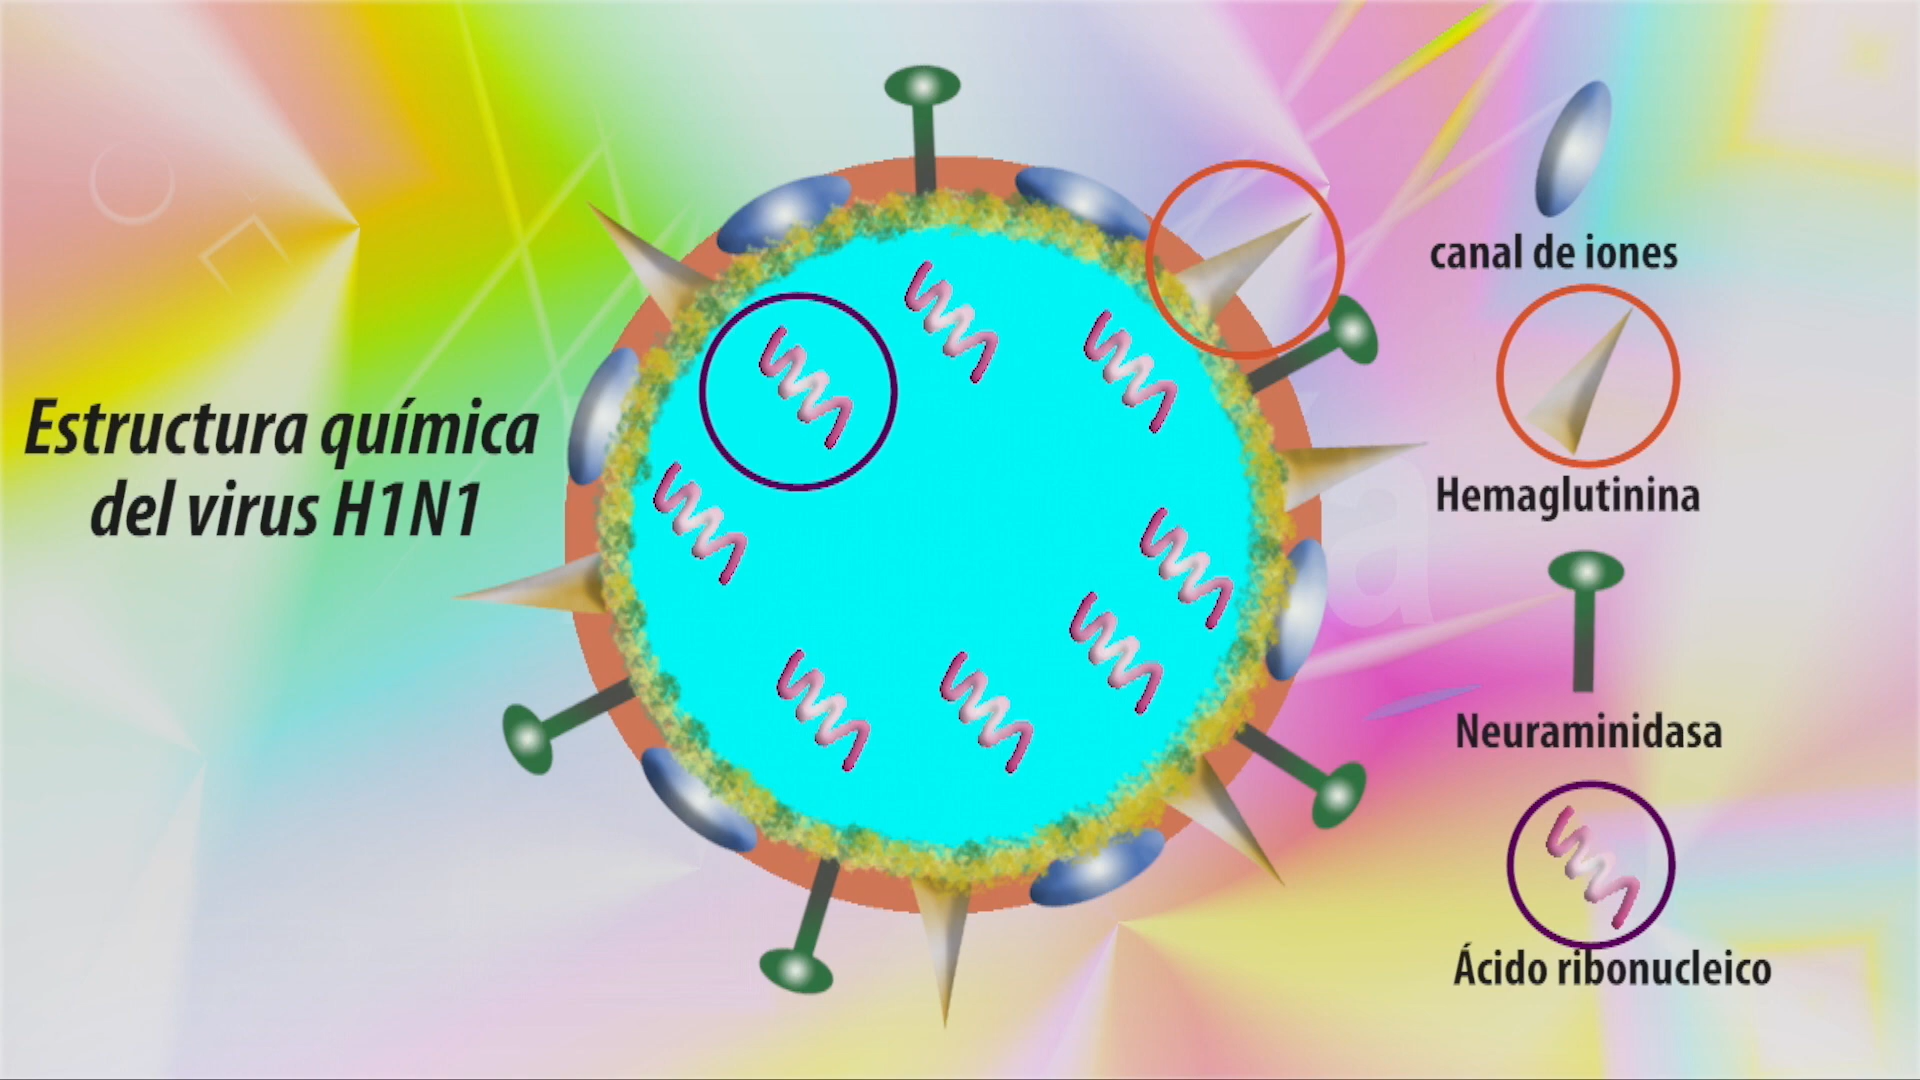 Estructura química
del virus H1N1
canal de iones
Hemaglutinina
Neuraminidasa
Ácido ribonucleico